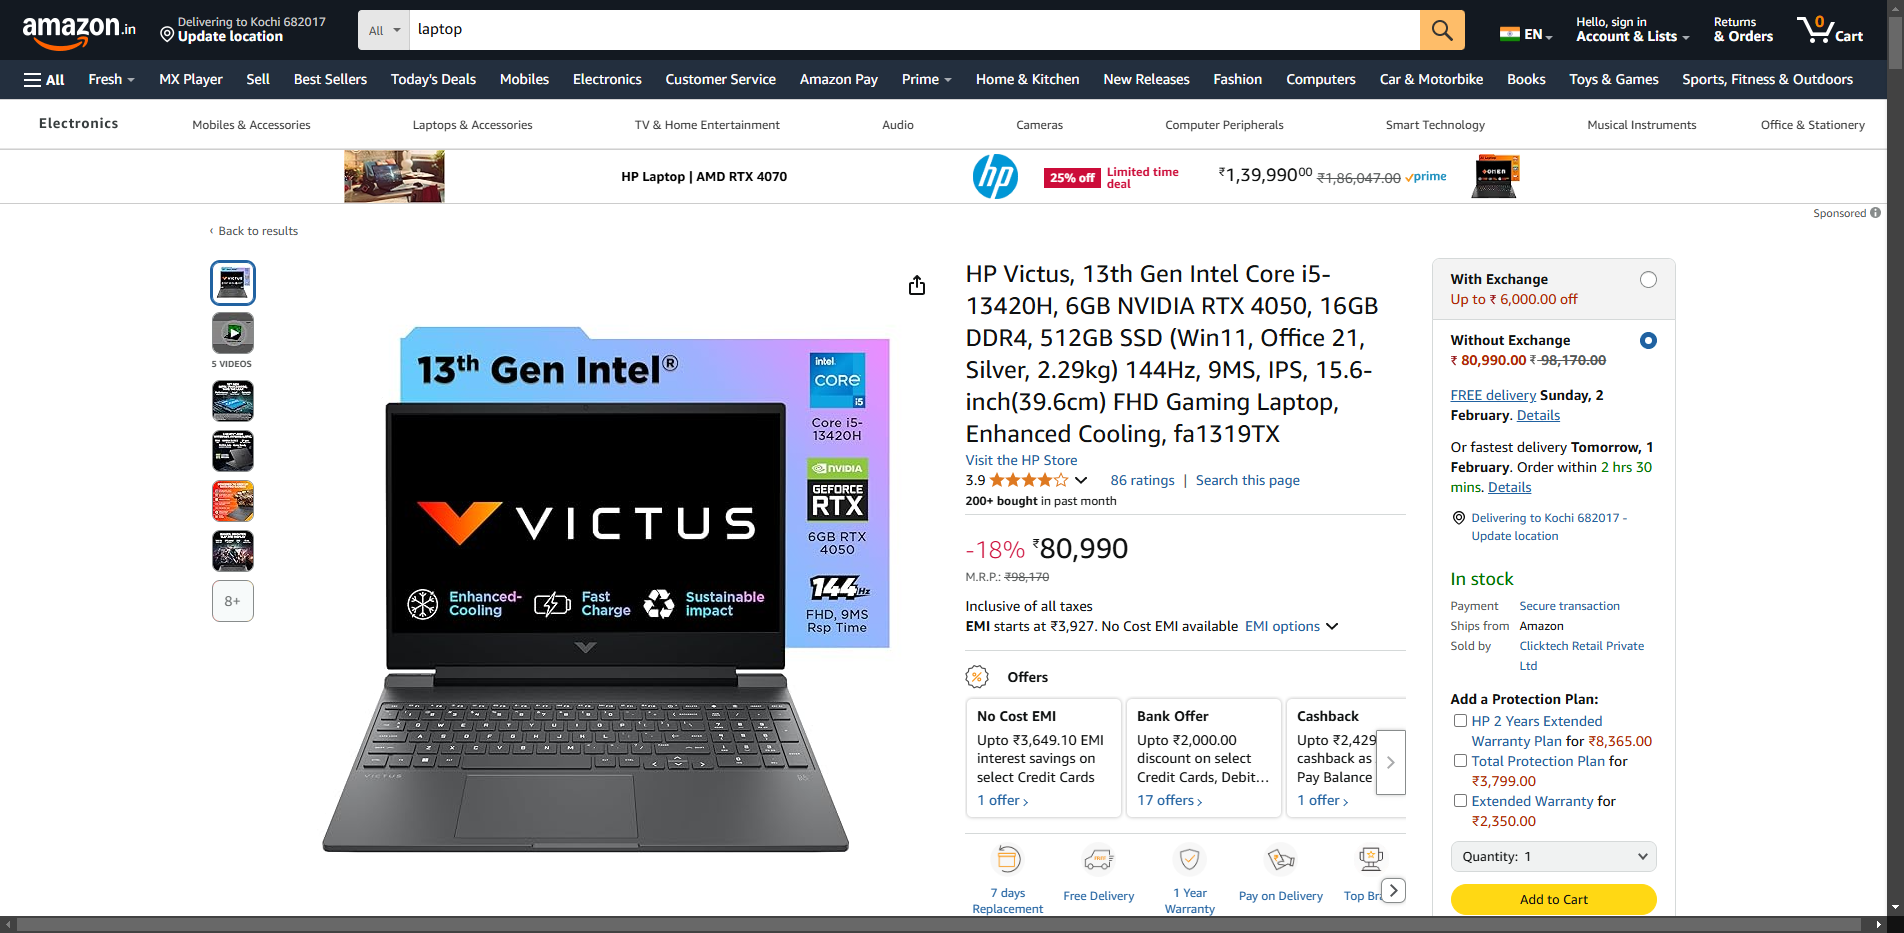 amazon.in
Delivering to Kochi 682017
Update location
All
laptop
EN
Hello, sign in
Account & Lists
Returns
& Orders
0
Cart
All
Fresh
MX Player
Sell
Best Sellers
Today's Deals
Mobiles
Electronics
Customer Service
Amazon Pay
Prime
Home & Kitchen
New Releases
Fashion
Computers
Car & Motorbike
Books
Toys & Games
Sports, Fitness & Outdoors
Electronics
Mobiles & Accessories
Laptops & Accessories
TV & Home Entertainment
Audio
Cameras
Computer Peripherals
Smart Technology
Musical Instruments
Office & Stationery
HP Laptop | AMD RTX 4070
hp
25% off
Limited time
deal
₹1,39,990⁰⁰ ₹1,86,047.00 prime
OMEN
Sponsored
‹ Back to results
5 VIDEOS
8+
13th Gen Intel®
intel.
CORE
i5
Core i5-
13420H
NVIDIA
GEFORCE
RTX
6GB RTX
4050
144Hz
FHD, 9MS
Rsp Time
VICTUS
Enhanced-
Cooling
Fast
Charge
Sustainable
impact
VICTUS
HP Victus, 13th Gen Intel Core i5-
13420H, 6GB NVIDIA RTX 4050, 16GB
DDR4, 512GB SSD (Win11, Office 21,
Silver, 2.29kg) 144Hz, 9MS, IPS, 15.6-
inch(39.6cm) FHD Gaming Laptop,
Enhanced Cooling, fa1319TX
Visit the HP Store
3.9
86 ratings | Search this page
200+ bought in past month
-18% ₹80,990
M.R.P.: ₹98,170
Inclusive of all taxes
EMI starts at ₹3,927. No Cost EMI available EMI options
Offers
No Cost EMI
Upto ₹3,649.10 EMI
interest savings on
select Credit Cards
1 offer ›
Bank Offer
Upto ₹2,000.00
discount on select
Credit Cards, Debit…
17 offers ›
Cashback
Upto ₹2,429
cashback as
Pay Balance
1 offer ›
7 days
Replacement
Free Delivery
1 Year
Warranty
Pay on Delivery
Top Br
With Exchange
Up to ₹ 6,000.00 off
Without Exchange
₹ 80,990.00 ₹ 98,170.00
FREE delivery Sunday, 2
February. Details
Or fastest delivery Tomorrow, 1
February. Order within 2 hrs 30
mins. Details
Delivering to Kochi 682017 -
Update location
In stock
Payment Secure transaction
Ships from Amazon
Sold by Clicktech Retail Private
Ltd
Add a Protection Plan:
HP 2 Years Extended
Warranty Plan for ₹8,365.00
Total Protection Plan for
₹3,799.00
Extended Warranty for
₹2,350.00
Quantity: 1
Add to Cart